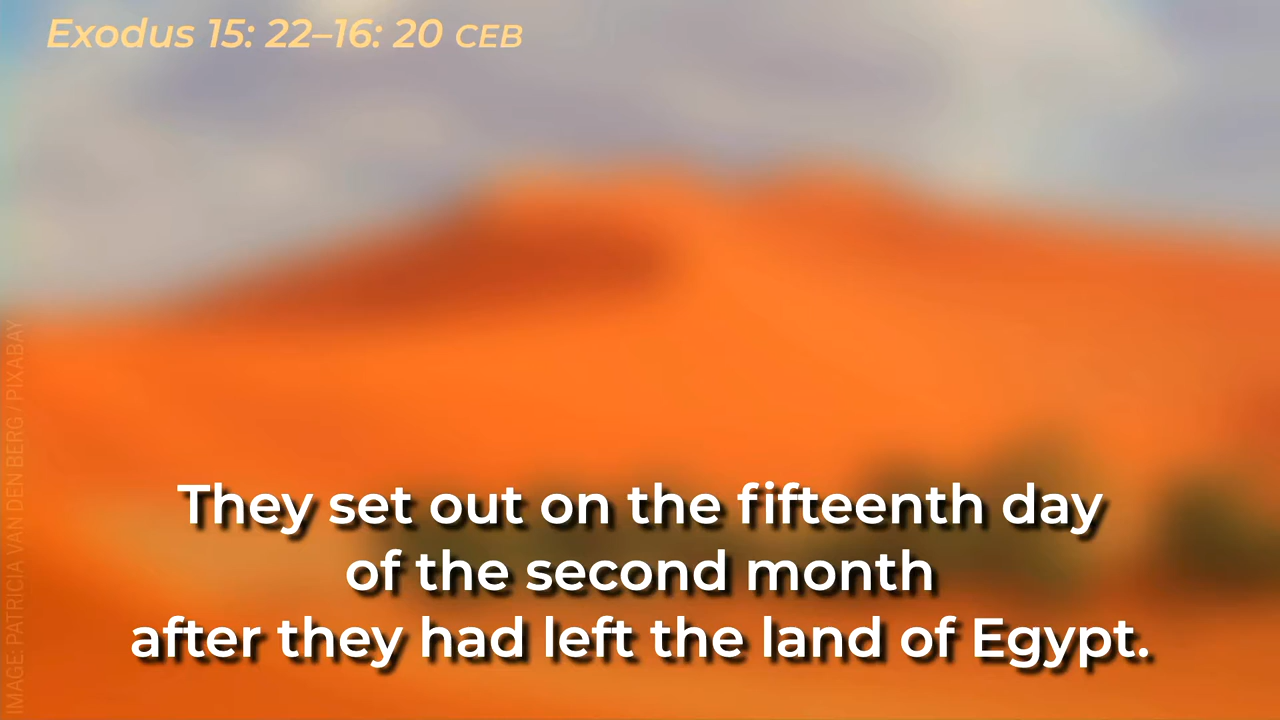 Exodus 15: 22–16: 20 CEB
They set out on the fifteenth day
of the second month
after they had left the land of Egypt.
IMAGE: PATRICIA VAN DEN BERG / PIXABAY